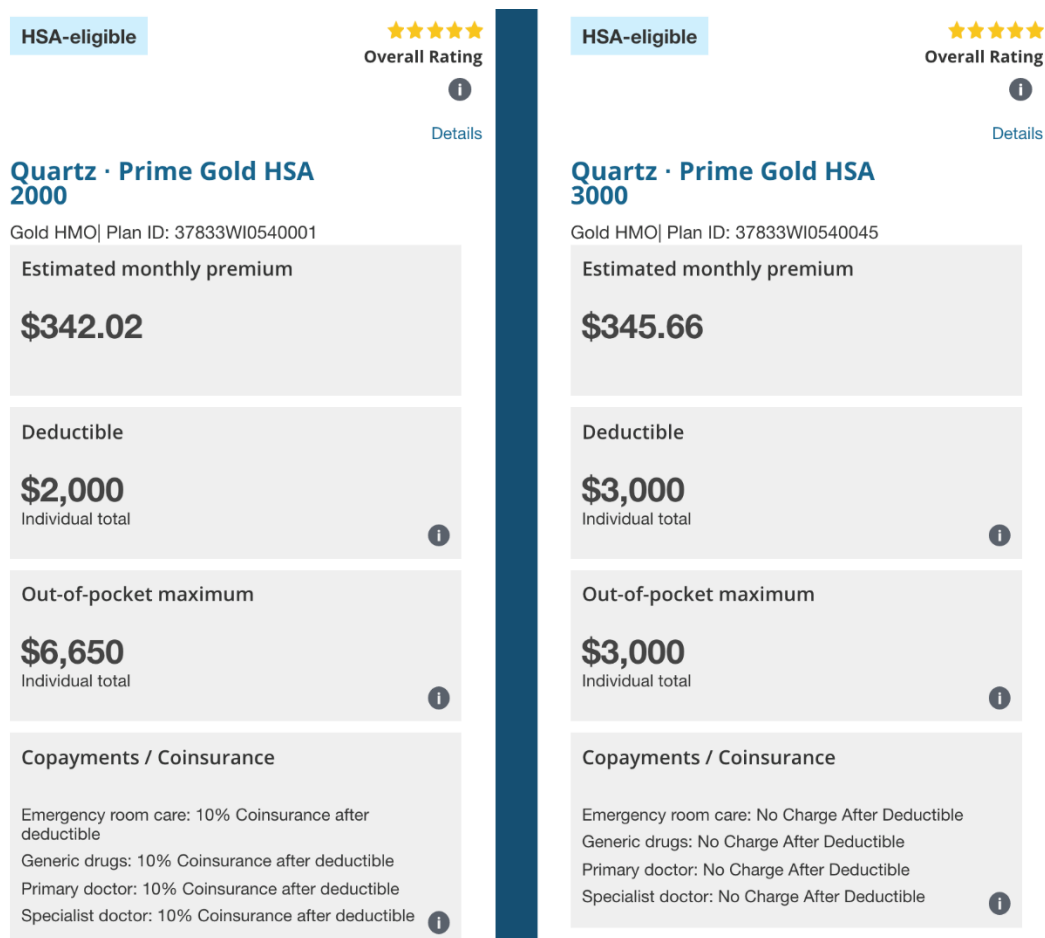 HSA-eligible
Overall Rating
i
Details
Quartz · Prime Gold HSA
2000
Gold HMO| Plan ID: 37833WI0540001
Estimated monthly premium
$342.02
Deductible
$2,000
Individual total
i
Out-of-pocket maximum
$6,650
Individual total
i
Copayments / Coinsurance
Emergency room care: 10% Coinsurance after
deductible
Generic drugs: 10% Coinsurance after deductible
Primary doctor: 10% Coinsurance after deductible
Specialist doctor: 10% Coinsurance after deductible
i
HSA-eligible
Overall Rating
i
Details
Quartz · Prime Gold HSA
3000
Gold HMO| Plan ID: 37833WI0540045
Estimated monthly premium
$345.66
Deductible
$3,000
Individual total
i
Out-of-pocket maximum
$3,000
Individual total
i
Copayments / Coinsurance
Emergency room care: No Charge After Deductible
Generic drugs: No Charge After Deductible
Primary doctor: No Charge After Deductible
Specialist doctor: No Charge After Deductible
i